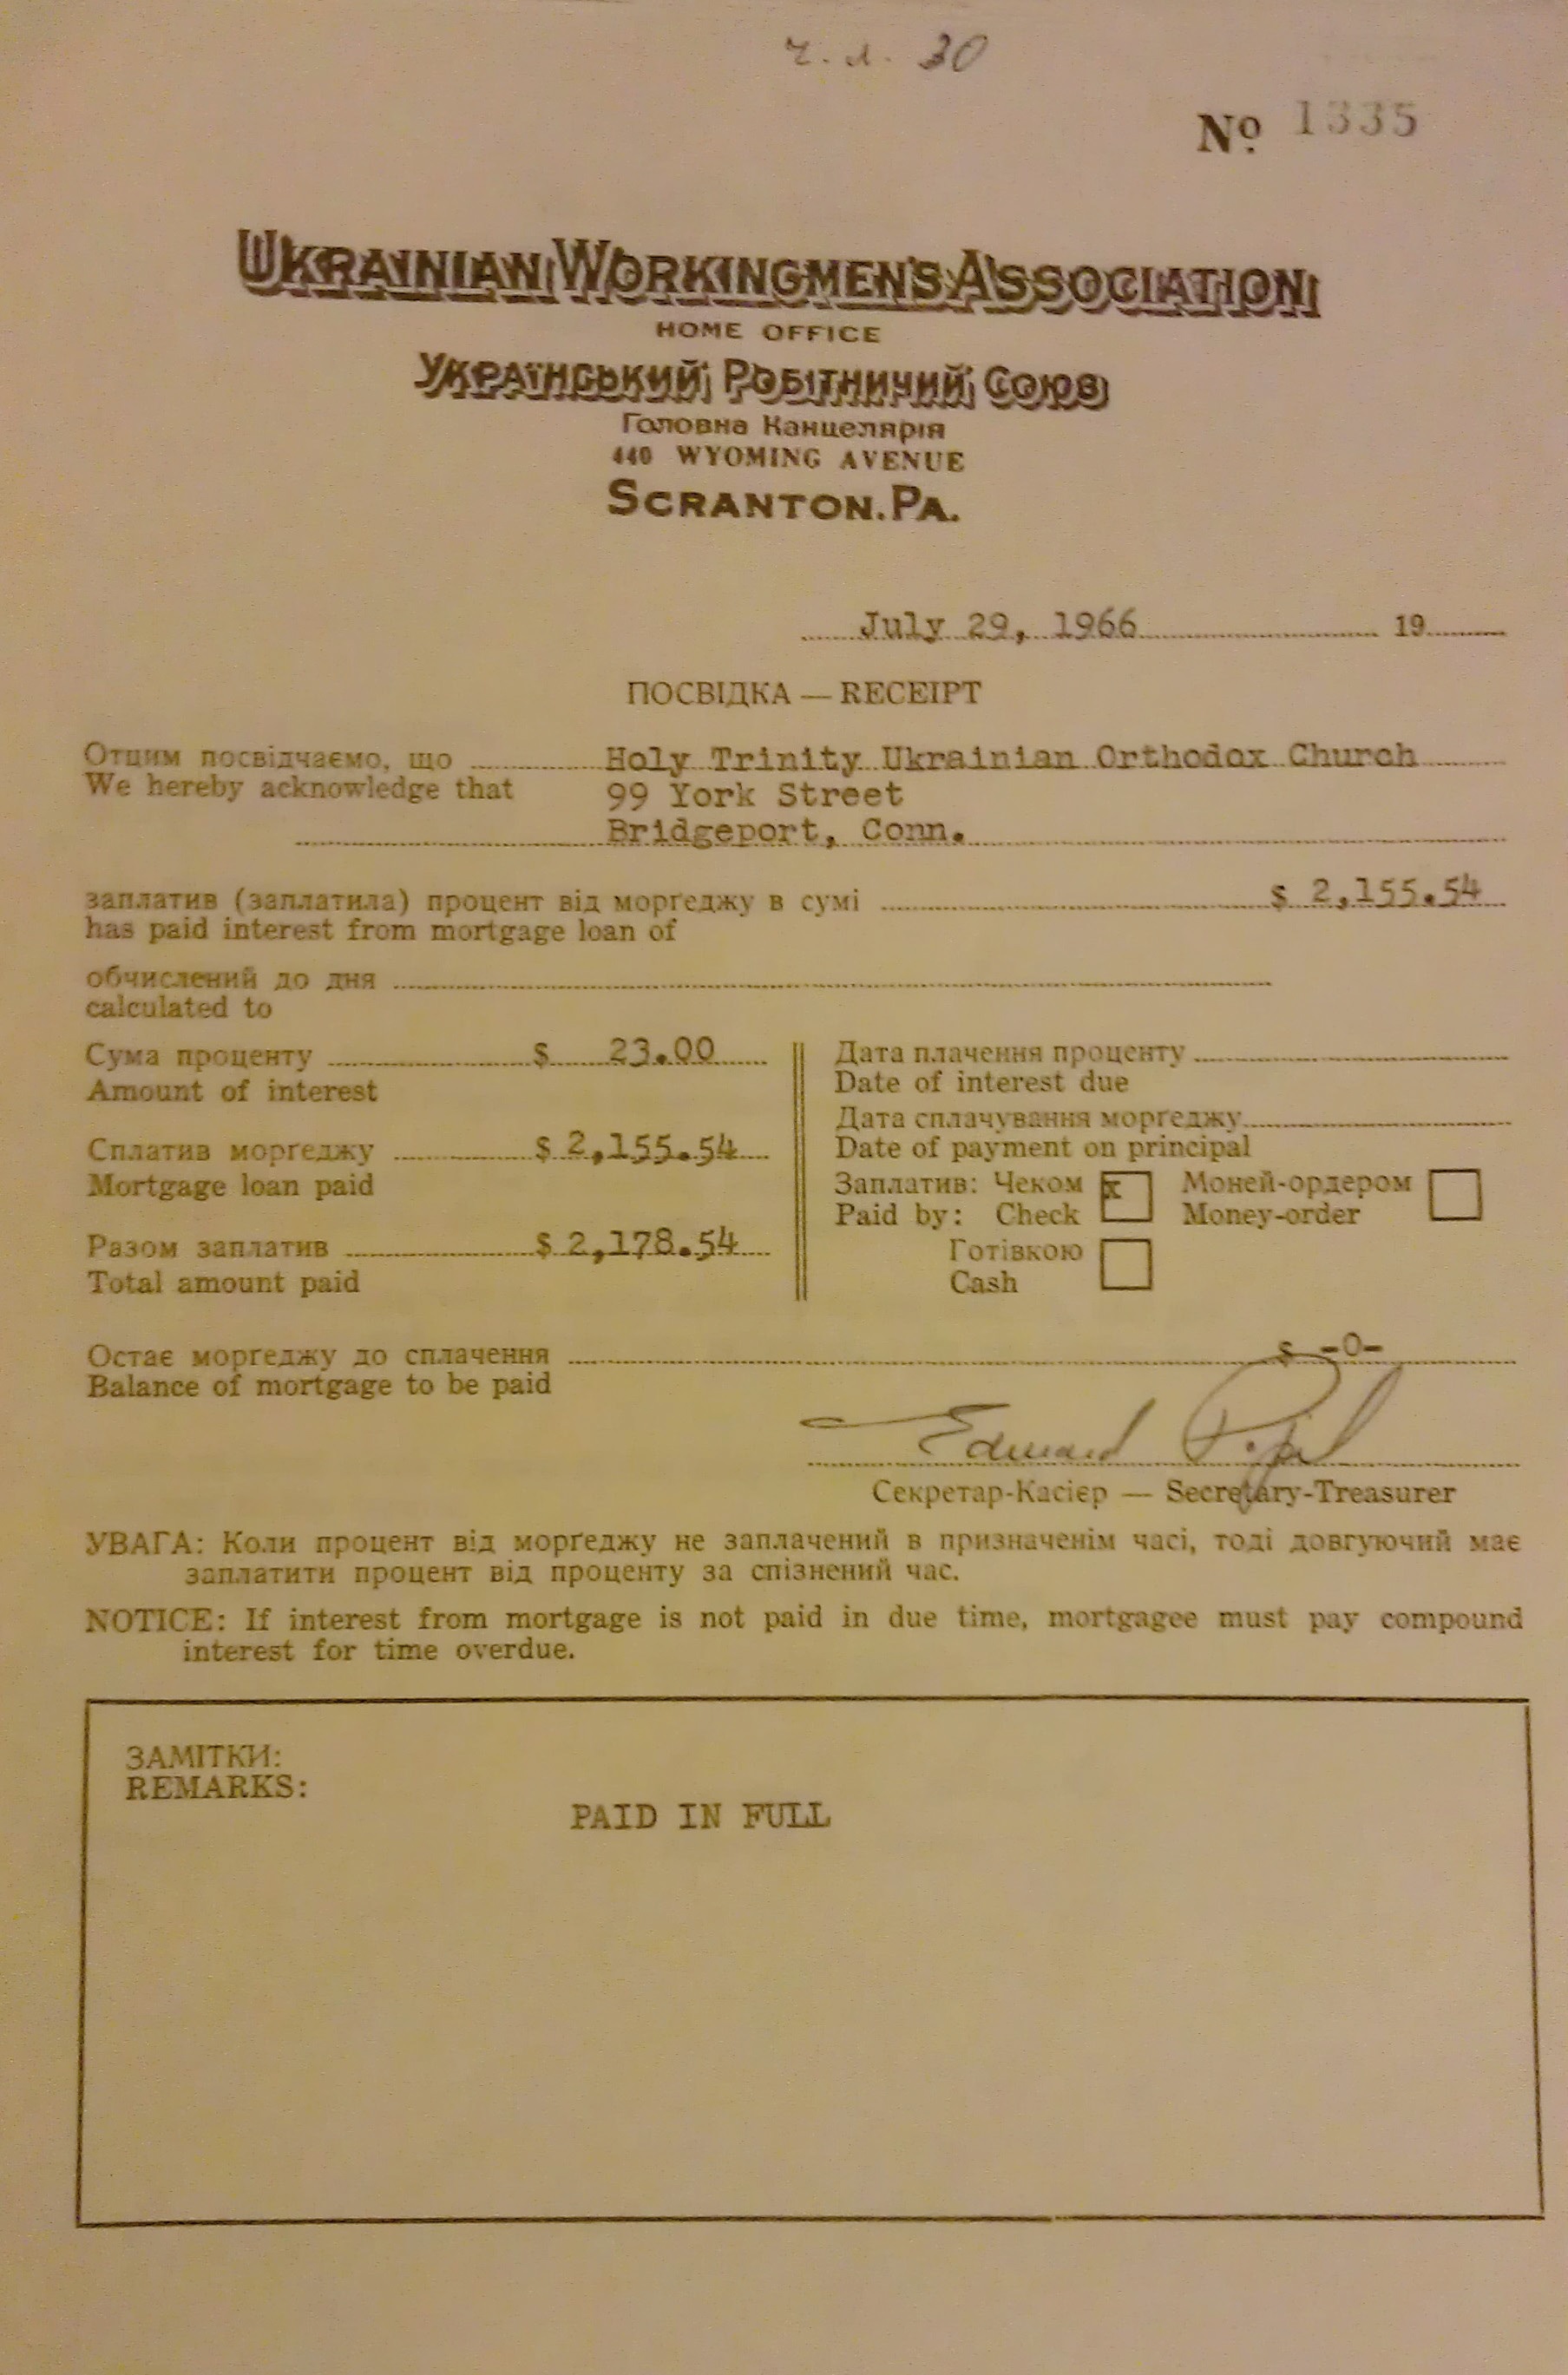 ч. л. 30
№ 1335
UKRAINIAN WORKINGMEN'S ASSOCIATION
HOME OFFICE
УКРАЇНСЬКИЙ РОБІТНИЧИЙ СОЮЗ
Головна Канцелярія
440 WYOMING AVENUE
SCRANTON, PA.
July 29, 1966 19
ПОСВІДКА — RECEIPT
Отцим посвідчаємо, що Holy Trinity Ukrainian Orthodox Church
We hereby acknowledge that 99 York Street
Bridgeport, Conn.
заплатив (заплатила) процент від морґеджу в сумі $ 2,155.54
has paid interest from mortgage loan of
обчислений до дня
calculated to
Сума проценту $ 23.00
Amount of interest
Сплатив морґеджу $ 2,155.54
Mortgage loan paid
Разом заплатив $ 2,178.54
Total amount paid
Дата плачення проценту
Date of interest due
Дата сплачування морґеджу
Date of payment on principal
Заплатив: Чеком x Моней-ордером
Paid by: Check Money-order
Готівкою
Cash
Остає морґеджу до сплачення $ -0-
Balance of mortgage to be paid
Edward Popil
Секретар-Касієр — Secretary-Treasurer
УВАГА: Коли процент від морґеджу не заплачений в призначенім часі, тоді довгуючий має
заплатити процент від проценту за спізнений час.
NOTICE: If interest from mortgage is not paid in due time, mortgagee must pay compound
interest for time overdue.
ЗАМІТКИ:
REMARKS:
PAID IN FULL